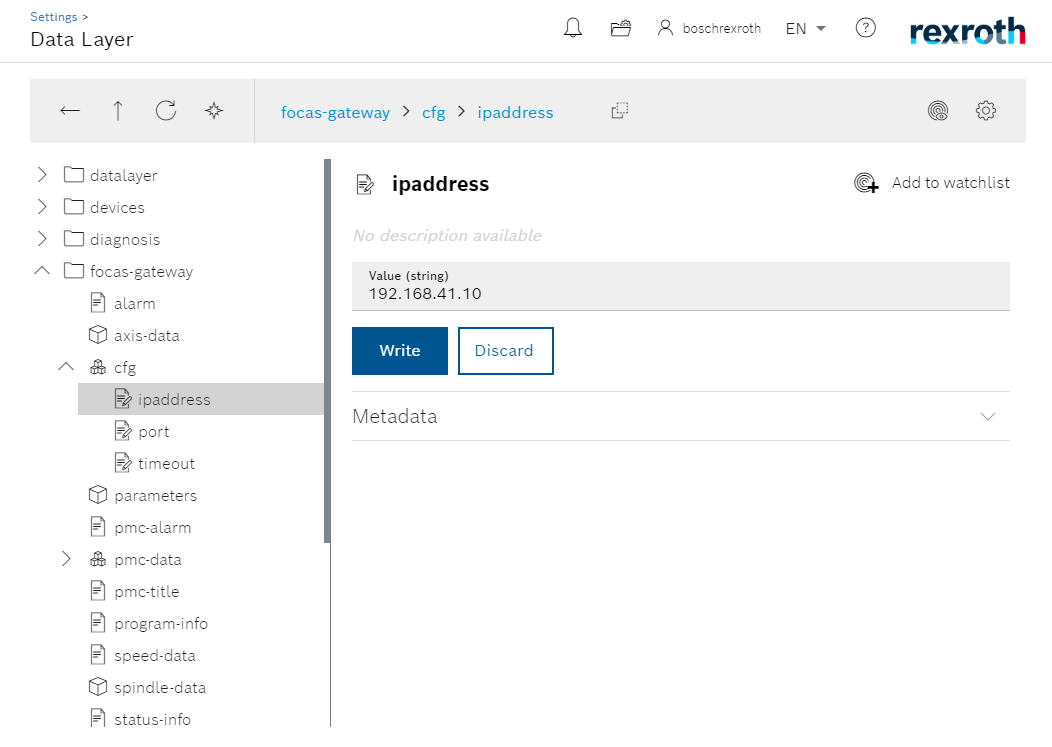 Settings >
Data Layer
boschrexroth
EN
?
rexroth
focas-gateway > cfg > ipaddress
datalayer
devices
diagnosis
focas-gateway
alarm
axis-data
cfg
ipaddress
port
timeout
parameters
pmc-alarm
pmc-data
pmc-title
program-info
speed-data
spindle-data
status-info
ipaddress
Add to watchlist
No description available
Value (string)
192.168.41.10
Write
Discard
Metadata